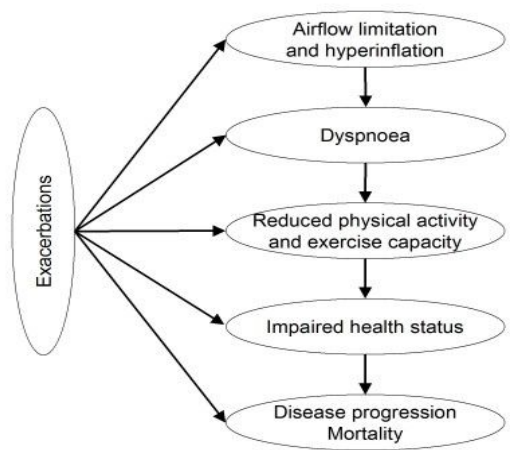 Airflow limitation
and hyperinflation
Dyspnoea
Exacerbations
Reduced physical activity
and exercise capacity
Impaired health status
Disease progression
Mortality